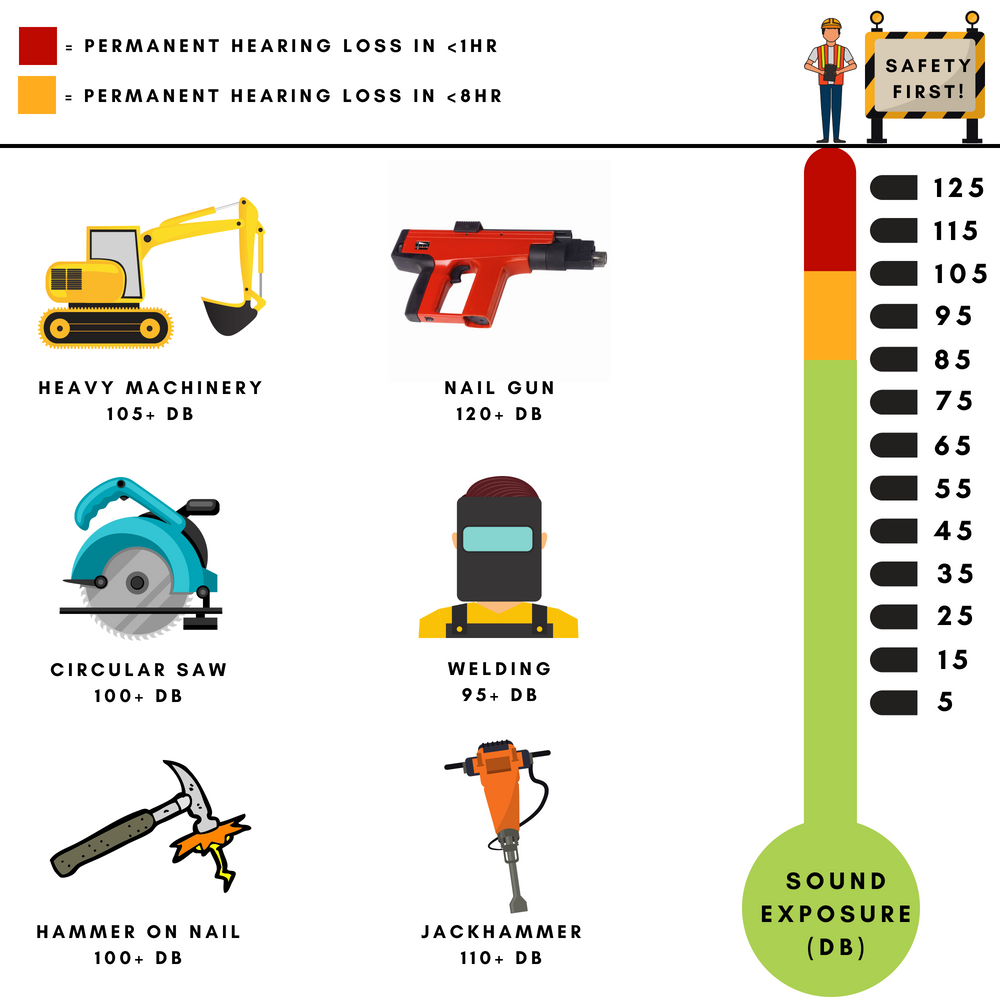 = PERMANENT HEARING LOSS IN <1HR
= PERMANENT HEARING LOSS IN <8HR
SAFETY
FIRST!
HEAVY MACHINERY
105+ DB
NAIL GUN
120+ DB
CIRCULAR SAW
100+ DB
WELDING
95+ DB
HAMMER ON NAIL
100+ DB
JACKHAMMER
110+ DB
125
115
105
95
85
75
65
55
45
35
25
15
5
SOUND
EXPOSURE
(DB)